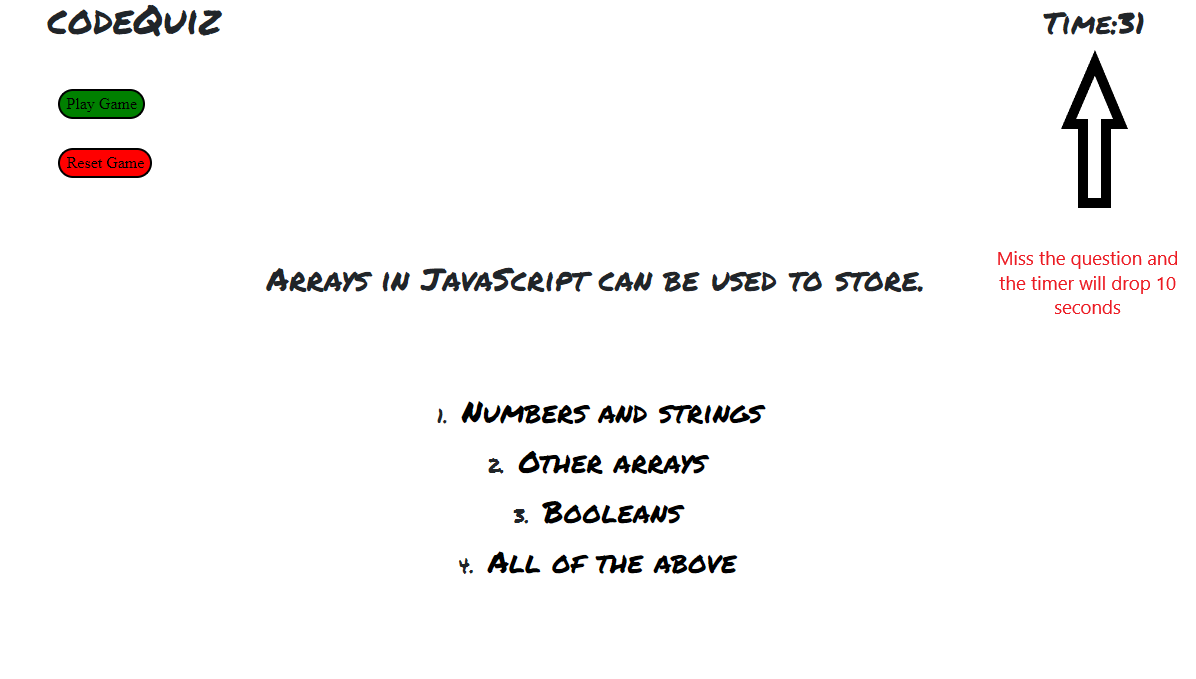 codeQuiz
Time:31
Play Game
Reset Game
Miss the question and
the timer will drop 10
seconds
Arrays in JavaScript can be used to store.
1. Numbers and strings
2. Other arrays
3. Booleans
4. All of the above